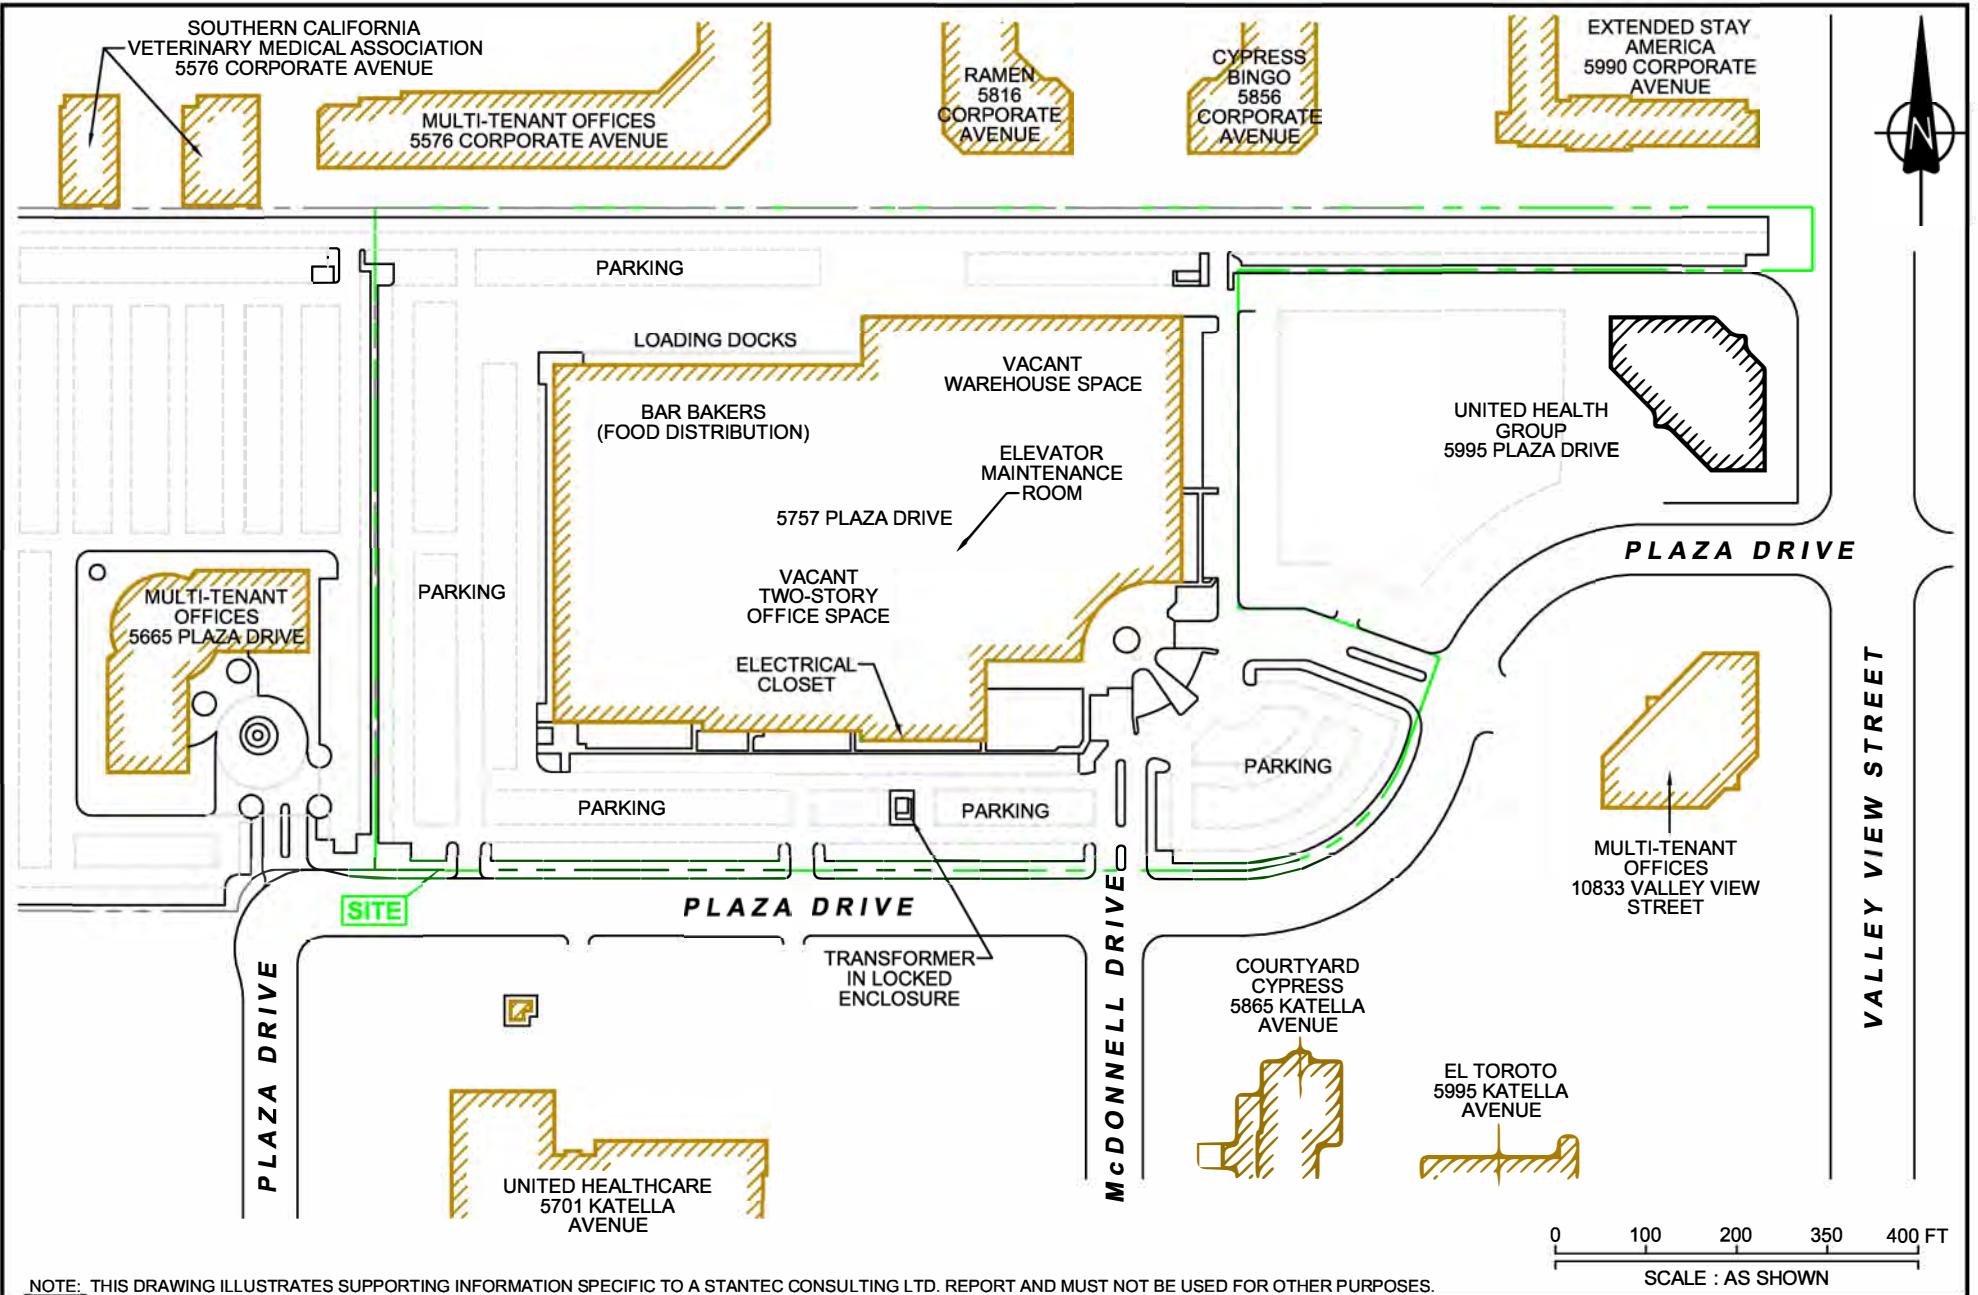 SOUTHERN CALIFORNIA
VETERINARY MEDICAL ASSOCIATION
5576 CORPORATE AVENUE
MULTI-TENANT OFFICES
5576 CORPORATE AVENUE
RAMEN
5816
CORPORATE
AVENUE
CYPRESS
BINGO
5856
CORPORATE
AVENUE
EXTENDED STAY
AMERICA
5990 CORPORATE
AVENUE
N
PARKING
LOADING DOCKS
VACANT
WAREHOUSE SPACE
BAR BAKERS
(FOOD DISTRIBUTION)
ELEVATOR
MAINTENANCE
ROOM
5757 PLAZA DRIVE
UNITED HEALTH
GROUP
5995 PLAZA DRIVE
PLAZA DRIVE
PARKING
VACANT
TWO-STORY
OFFICE SPACE
MULTI-TENANT
OFFICES
5665 PLAZA DRIVE
ELECTRICAL
CLOSET
PARKING
PARKING
PARKING
MULTI-TENANT
OFFICES
10833 VALLEY VIEW
STREET
VALLEY VIEW STREET
SITE
PLAZA DRIVE
TRANSFORMER
IN LOCKED
ENCLOSURE
McDONNELL DRIVE
PLAZA DRIVE
COURTYARD
CYPRESS
5865 KATELLA
AVENUE
EL TOROTO
5995 KATELLA
AVENUE
UNITED HEALTHCARE
5701 KATELLA
AVENUE
0 100 200 350 400 FT
SCALE : AS SHOWN
NOTE: THIS DRAWING ILLUSTRATES SUPPORTING INFORMATION SPECIFIC TO A STANTEC CONSULTING LTD. REPORT AND MUST NOT BE USED FOR OTHER PURPOSES.